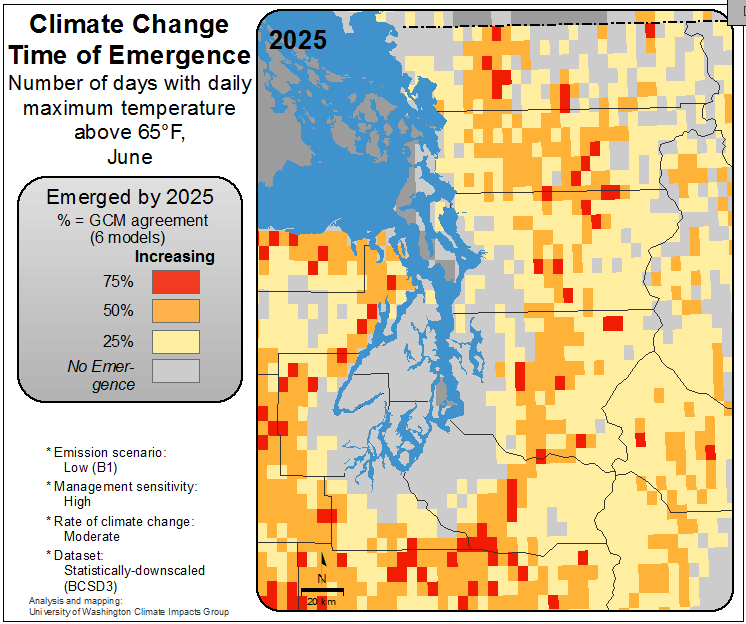 Climate Change
Time of Emergence
Number of days with daily
maximum temperature
above 65°F,
June
Emerged by 2025
% = GCM agreement
(6 models)
Increasing
75%
50%
25%
No Emer-
gence
* Emission scenario:
Low (B1)
* Management sensitivity:
High
* Rate of climate change:
Moderate
* Dataset:
Statistically-downscaled
(BCSD3)
Analysis and mapping:
University of Washington Climate Impacts Group
2025
N
20 km